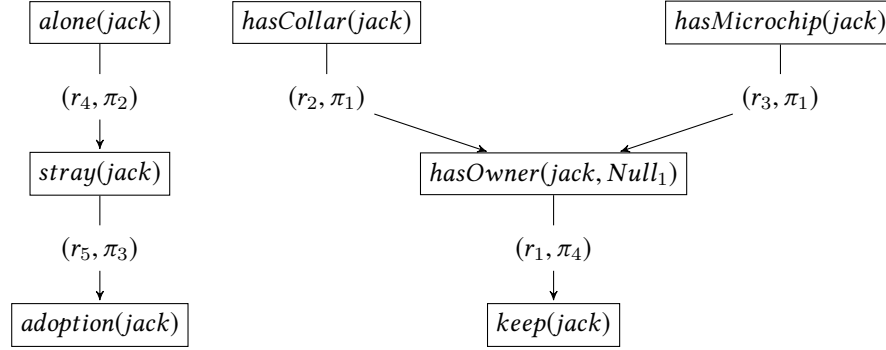 alone(jack) hasCollar(jack) hasMicrochip(jack)
(r₄, π₂) (r₂, π₁) (r₃, π₁)
stray(jack) hasOwner(jack, Null₁)
(r₅, π₃) (r₁, π₄)
adoption(jack) keep(jack)